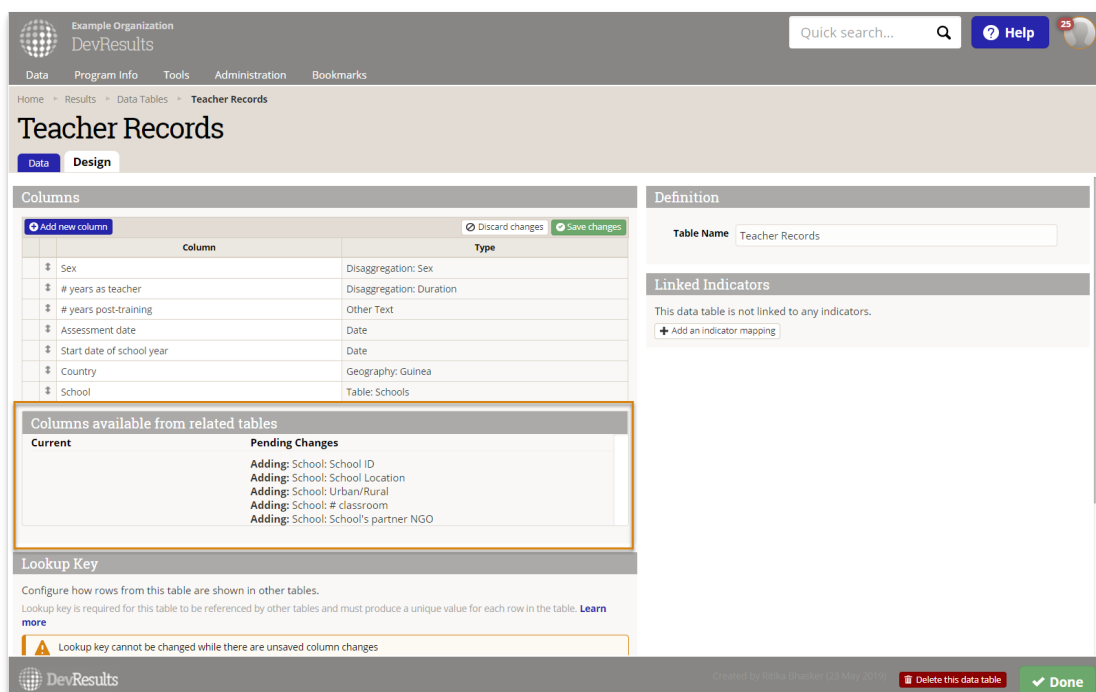 Example Organization
DevResults
Quick search...
Help
25
Data Program Info Tools Administration Bookmarks
Home Results Data Tables Teacher Records
Teacher Records
Data Design
Columns
Add new column Discard changes Save changes
Column Type
Sex Disaggregation: Sex
# years as teacher Disaggregation: Duration
# years post-training Other Text
Assessment date Date
Start date of school year Date
Country Geography: Guinea
School Table: Schools
Columns available from related tables
Current Pending Changes
Adding: School: School ID
Adding: School: School Location
Adding: School: Urban/Rural
Adding: School: # classroom
Adding: School: School's partner NGO
Lookup Key
Configure how rows from this table are shown in other tables.
Lookup key is required for this table to be referenced by other tables and must produce a unique value for each row in the table. Learn
more
Lookup key cannot be changed while there are unsaved column changes
Definition
Table Name Teacher Records
Linked Indicators
This data table is not linked to any indicators.
Add an indicator mapping
DevResults
Created by Ritika Bhasker (23 May 2019)
Delete this data table
Done